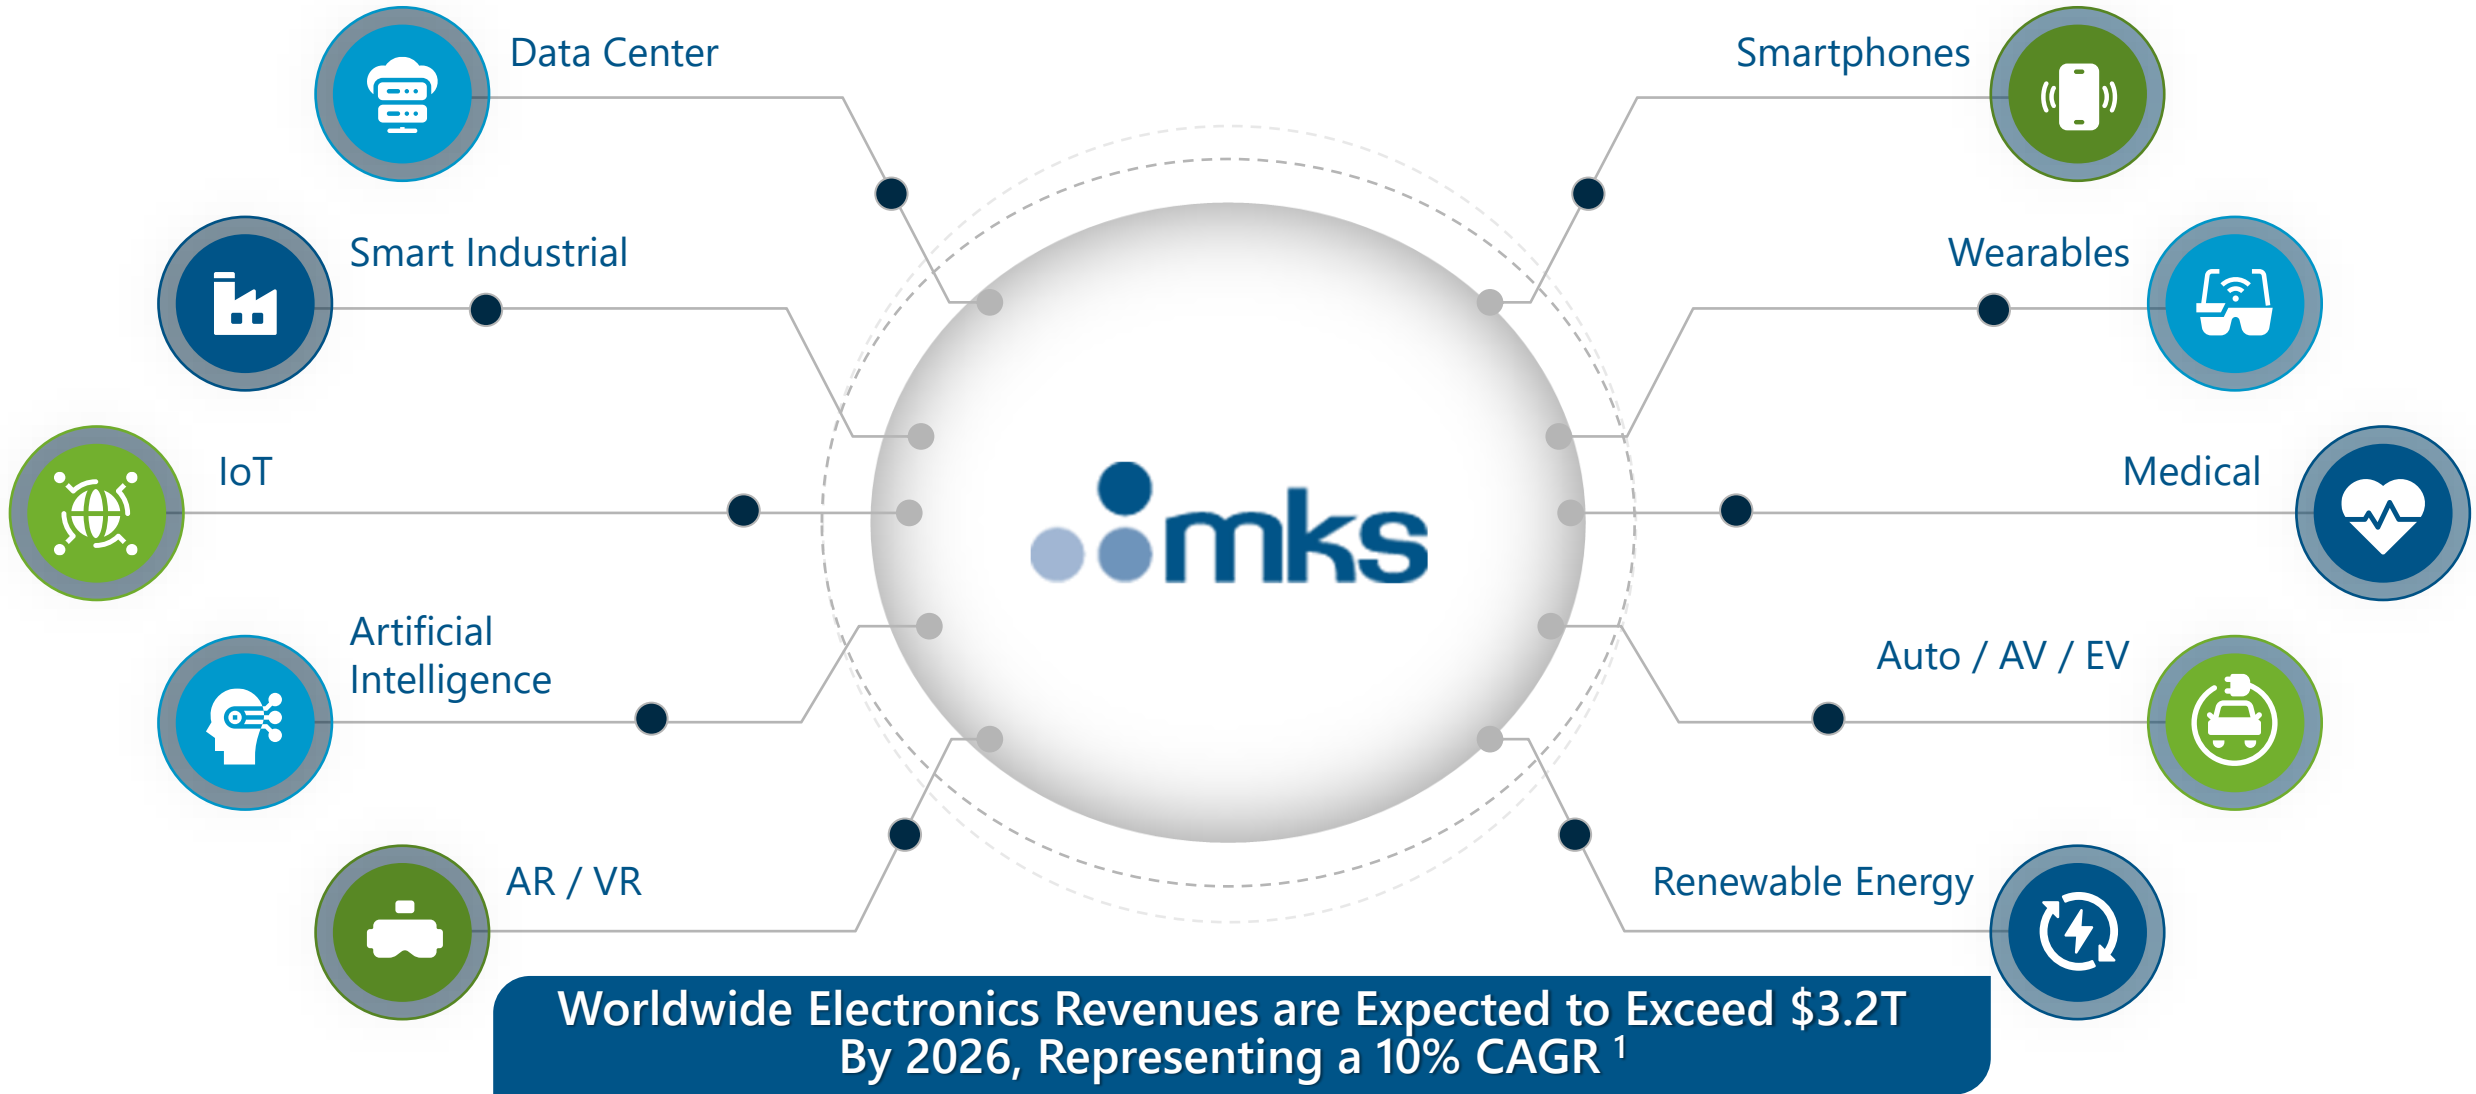 Data Center
Smart Industrial
IoT
Artificial
Intelligence
AR / VR
mks
Smartphones
Wearables
Medical
Auto / AV / EV
Renewable Energy
Worldwide Electronics Revenues are Expected to Exceed $3.2T
By 2026, Representing a 10% CAGR 1